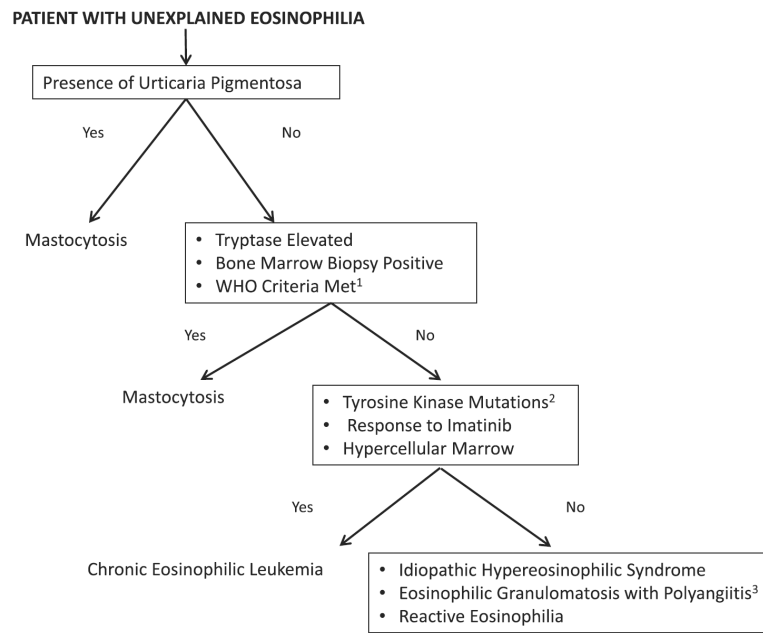 PATIENT WITH UNEXPLAINED EOSINOPHILIA
Presence of Urticaria Pigmentosa
Yes
No
Mastocytosis
• Tryptase Elevated
• Bone Marrow Biopsy Positive
• WHO Criteria Met¹
Yes
No
Mastocytosis
• Tyrosine Kinase Mutations²
• Response to Imatinib
• Hypercellular Marrow
Yes
No
Chronic Eosinophilic Leukemia
• Idiopathic Hypereosinophilic Syndrome
• Eosinophilic Granulomatosis with Polyangiitis³
• Reactive Eosinophilia